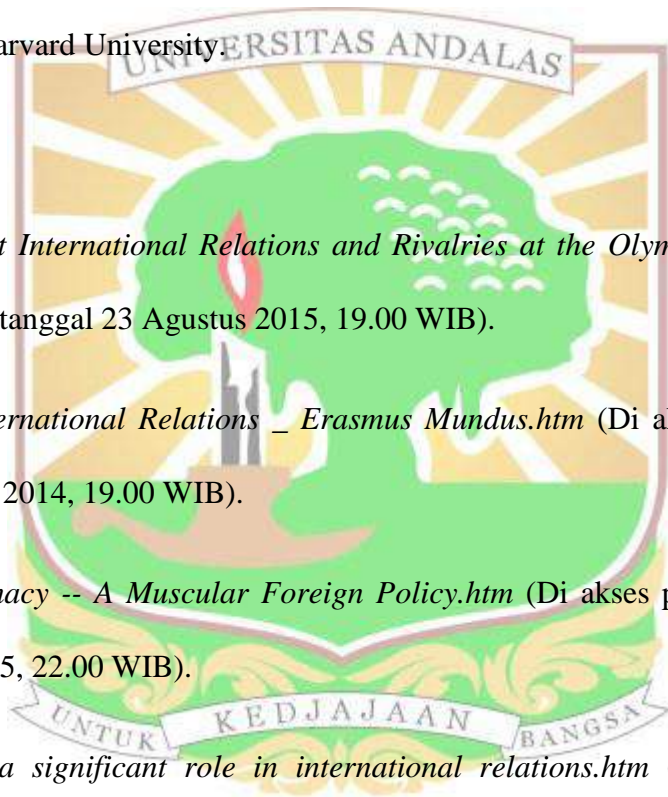 arvard University.
UNIVERSITAS ANDALAS
t International Relations and Rivalries at the Olym
tanggal 23 Agustus 2015, 19.00 WIB).
ernational Relations _ Erasmus Mundus.htm (Di a
2014, 19.00 WIB).
nacy -- A Muscular Foreign Policy.htm (Di akses p
5, 22.00 WIB).
UNTUK KEDJAJAAN BANGSA
a significant role in international relations.htm